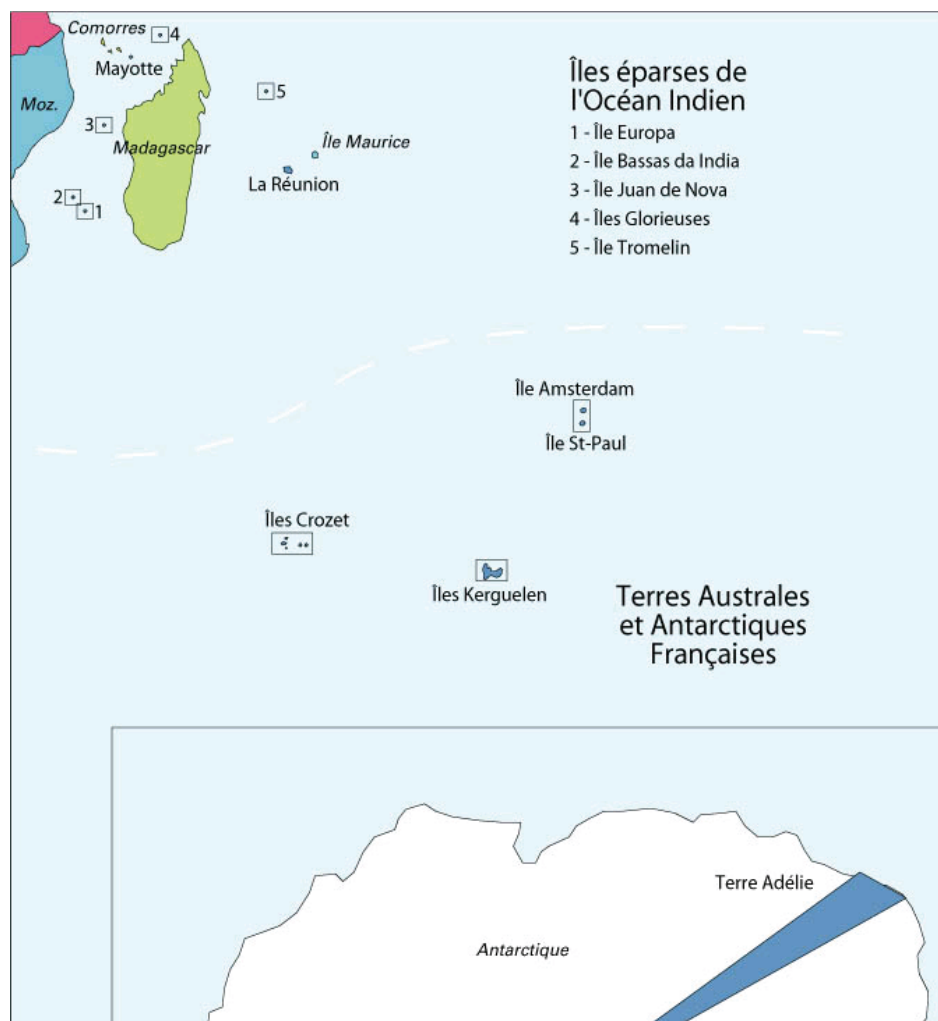 Comorres
4
Mayotte
5
Moz.
3
Madagascar
Île Maurice
La Réunion
2
1
Îles éparses de
l'Océan Indien
1 - Île Europa
2 - Île Bassas da India
3 - Île Juan de Nova
4 - Îles Glorieuses
5 - Île Tromelin
Île Amsterdam
Île St-Paul
Îles Crozet
Îles Kerguelen
Terres Australes
et Antarctiques
Françaises
Terre Adélie
Antarctique